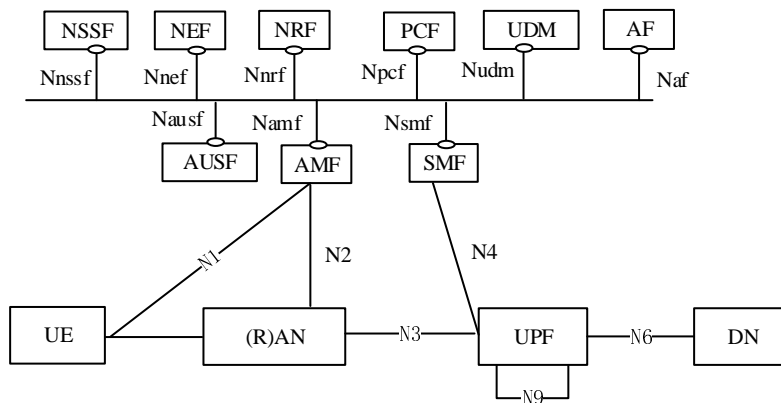 NSSF NEF NRF PCF UDM AF
Nnssf Nnef Nnrf Npcf Nudm Naf
Nausf Namf Nsmf
AUSF AMF SMF
N1 N2 N4
UE (R)AN N3 UPF N6 DN
N9